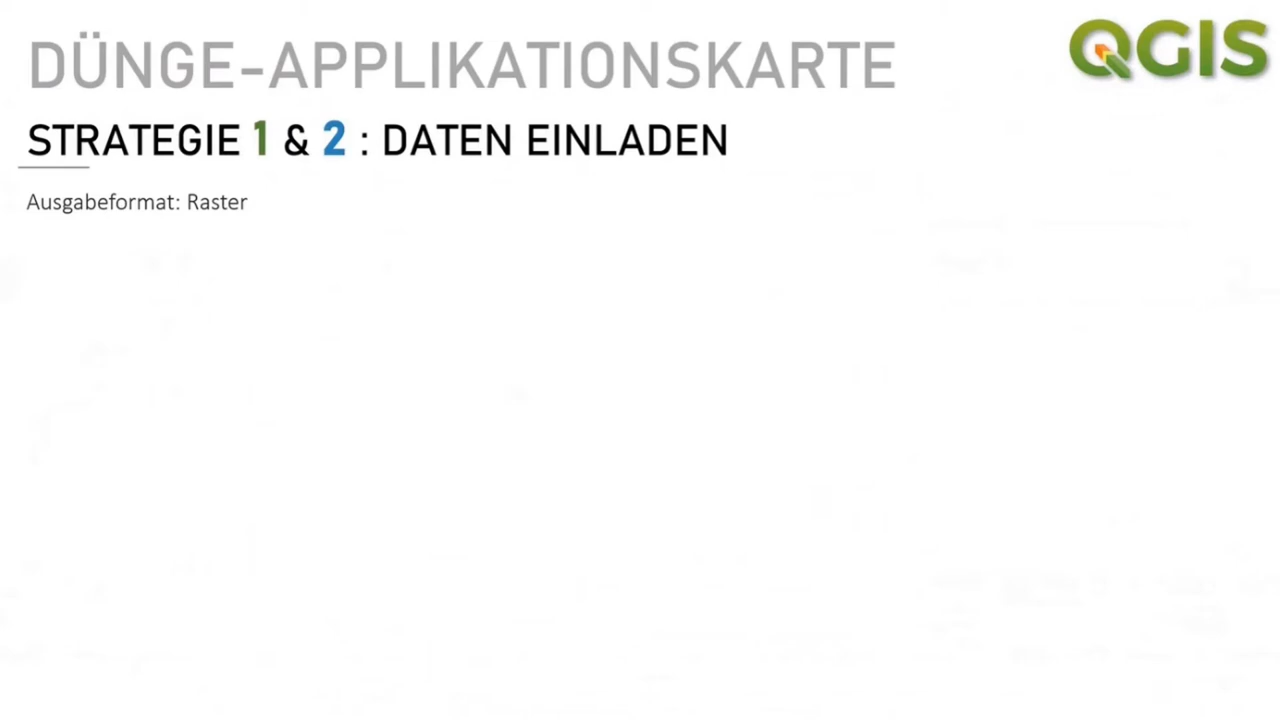 DÜNGE-APPLIKATIONSKARTE
QGIS
STRATEGIE 1 & 2 : DATEN EINLADEN
Ausgabeformat: Raster